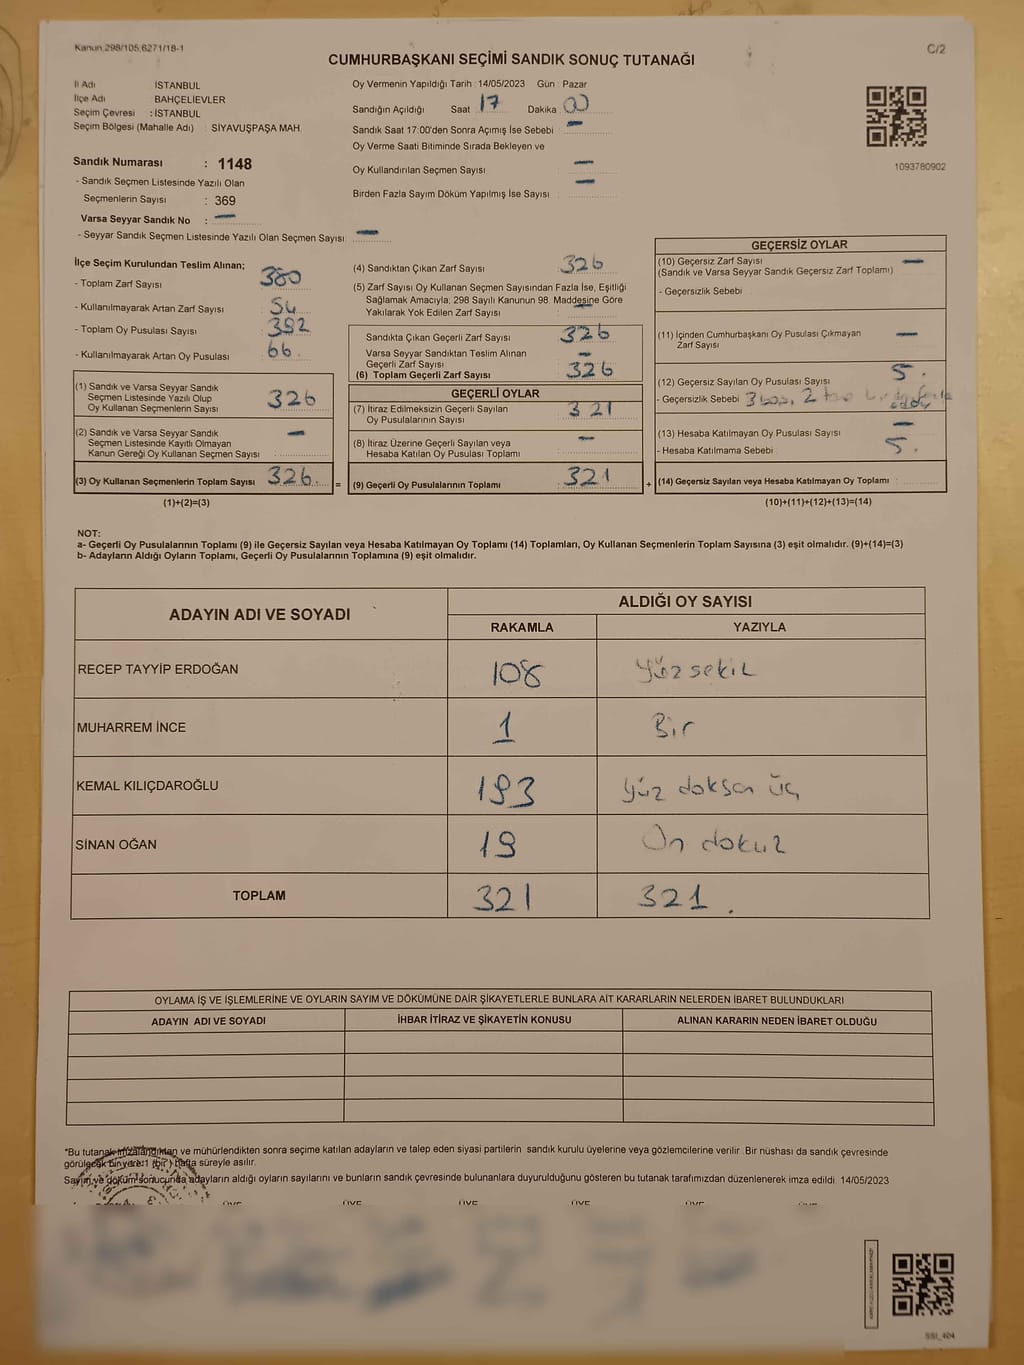 Kanun.298/105.6271/18-1
C/2
CUMHURBAŞKANI SEÇİMİ SANDIK SONUÇ TUTANAĞI
İl Adı İSTANBUL
İlçe Adı BAHÇELİEVLER
Seçim Çevresi : İSTANBUL
Seçim Bölgesi (Mahalle Adı) : SİYAVUŞPAŞA MAH.
Sandık Numarası : 1148
- Sandık Seçmen Listesinde Yazılı Olan
Seçmenlerin Sayısı : 369
Varsa Seyyar Sandık No : —
- Seyyar Sandık Seçmen Listesinde Yazılı Olan Seçmen Sayısı: —
Oy Vermenin Yapıldığı Tarih : 14/05/2023 Gün : Pazar
Sandığın Açıldığı Saat 17 Dakika 00
Sandık Saat 17:00'den Sonra Açımış İse Sebebi —
Oy Verme Saati Bitiminde Sırada Bekleyen ve
Oy Kullandırılan Seçmen Sayısı —
Birden Fazla Sayım Döküm Yapılmış İse Sayısı : —
1093780902
İlçe Seçim Kurulundan Teslim Alınan;
- Toplam Zarf Sayısı : 380
- Kullanılmayarak Artan Zarf Sayısı : 54
- Toplam Oy Pusulası Sayısı : 392
- Kullanılmayarak Artan Oy Pusulası : 66.
(1) Sandık ve Varsa Seyyar Sandık
Seçmen Listesinde Yazılı Olup
Oy Kullanan Seçmenlerin Sayısı : 326
(2) Sandık ve Varsa Seyyar Sandık
Seçmen Listesinde Kayıtlı Olmayan
Kanun Gereği Oy Kullanan Seçmen Sayısı : —
(3) Oy Kullanan Seçmenlerin Toplam Sayısı : 326.
(1)+(2)=(3)
(4) Sandıktan Çıkan Zarf Sayısı : 326
(5) Zarf Sayısı Oy Kullanan Seçmen Sayısından Fazla İse, Eşitliği
Sağlamak Amacıyla, 298 Sayılı Kanunun 98. Maddesine Göre
Yakılarak Yok Edilen Zarf Sayısı : —
Sandıkta Çıkan Geçerli Zarf Sayısı : 326
Varsa Seyyar Sandıktan Teslim Alınan
Geçerli Zarf Sayısı : —
(6) Toplam Geçerli Zarf Sayısı : 326
GEÇERLİ OYLAR
(7) İtiraz Edilmeksizin Geçerli Sayılan
Oy Pusulalarının Sayısı : 321
(8) İtiraz Üzerine Geçerli Sayılan veya
Hesaba Katılan Oy Pusulası Toplamı : —
= (9) Geçerli Oy Pusulalarının Toplamı : 321
GEÇERSİZ OYLAR
(10) Geçersiz Zarf Sayısı : —
(Sandık ve Varsa Seyyar Sandık Geçersiz Zarf Toplamı)
- Geçersizlik Sebebi :
(11) İçinden Cumhurbaşkanı Oy Pusulası Çıkmayan
Zarf Sayısı : —
(12) Geçersiz Sayılan Oy Pusulası Sayısı : 5.
- Geçersizlik Sebebi : 3 boş, 2
(13) Hesaba Katılmayan Oy Pusulası Sayısı : —
- Hesaba Katılmama Sebebi : 5.
+ (14) Geçersiz Sayılan veya Hesaba Katılmayan Oy Toplamı :
(10)+(11)+(12)+(13)=(14)
NOT:
a- Geçerli Oy Pusulalarının Toplamı (9) ile Geçersiz Sayılan veya Hesaba Katılmayan Oy Toplamı (14) Toplamları, Oy Kullanan Seçmenlerin Toplam Sayısına (3) eşit olmalıdır. (9)+(14)=(3)
b- Adayların Aldığı Oyların Toplamı, Geçerli Oy Pusulalarının Toplamına (9) eşit olmalıdır.
ADAYIN ADI VE SOYADI ALDIĞI OY SAYISI
RAKAMLA YAZIYLA
RECEP TAYYİP ERDOĞAN 108 Yüz sekiz
MUHARREM İNCE 1 Bir
KEMAL KILIÇDAROĞLU 193 Yüz doksan üç
SİNAN OĞAN 19 On dokuz
TOPLAM 321 321.
OYLAMA İŞ VE İŞLEMLERİNE VE OYLARIN SAYIM VE DÖKÜMÜNE DAİR ŞİKAYETLERLE BUNLARA AİT KARARLARIN NELERDEN İBARET BULUNDUKLARI
ADAYIN ADI VE SOYADI İHBAR İTİRAZ VE ŞİKAYETİN KONUSU ALINAN KARARIN NEDEN İBARET OLDUĞU
*Bu tutanak imzalandıktan ve mühürlendikten sonra seçime katılan adayların ve talep eden siyasi partilerin sandık kurulu üyelerine veya gözlemcilerine verilir. Bir nüshası da sandık çevresinde
görülecek bir yere 1 (bir) hafta süreyle asılır.
Sayım ve döküm sonucunda adayların aldığı oyların sayılarını ve bunların sandık çevresinde bulunanlara duyurulduğunu gösteren bu tutanak tarafımızdan düzenlenerek imza edildi. 14/05/2023
ÜYE ÜYE ÜYE ÜYE ÜYE ÜYE
SSI_404